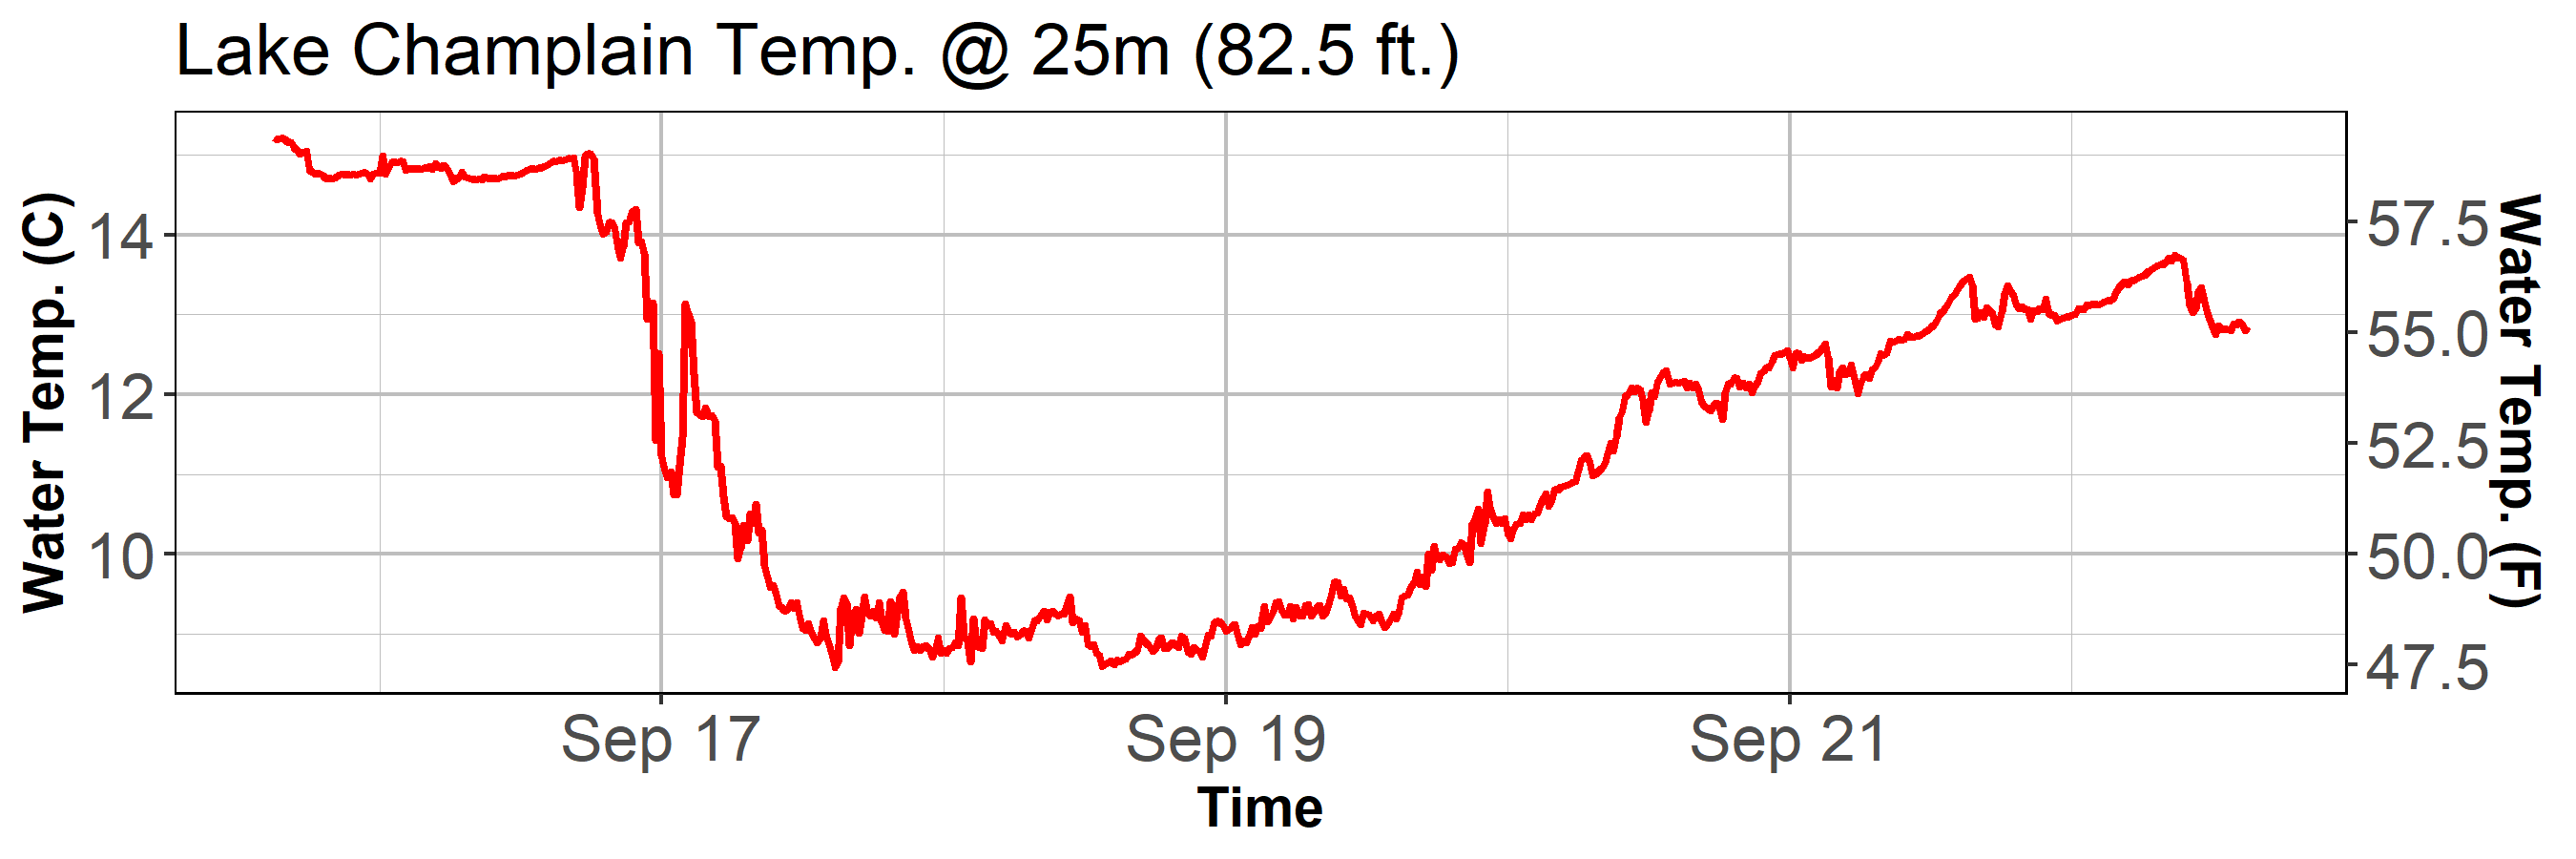 Lake Champlain Temp. @ 25m (82.5 ft.)
Water Temp. (C)
14
12
10
57.5
55.0
52.5
50.0
47.5
Water Temp. (F)
Sep 17
Sep 19
Sep 21
Time